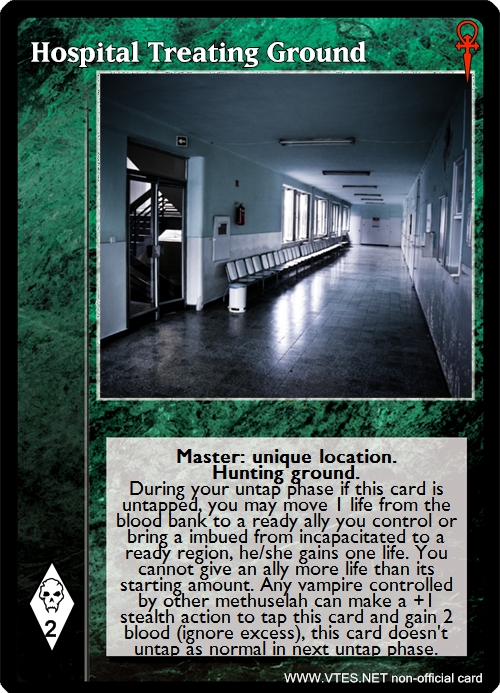 Hospital Treating Ground
Master: unique location.
Hunting ground.
During your untap phase if this card is
untapped, you may move 1 life from the
blood bank to a ready ally you control or
bring a imbued from incapacitated to a
ready region, he/she gains one life. You
cannot give an ally more life than its
starting amount. Any vampire controlled
by other methuselah can make a +1
stealth action to tap this card and gain 2
blood (ignore excess), this card doesn't
untap as normal in next untap phase.
2
WWW.VTES.NET non-official card